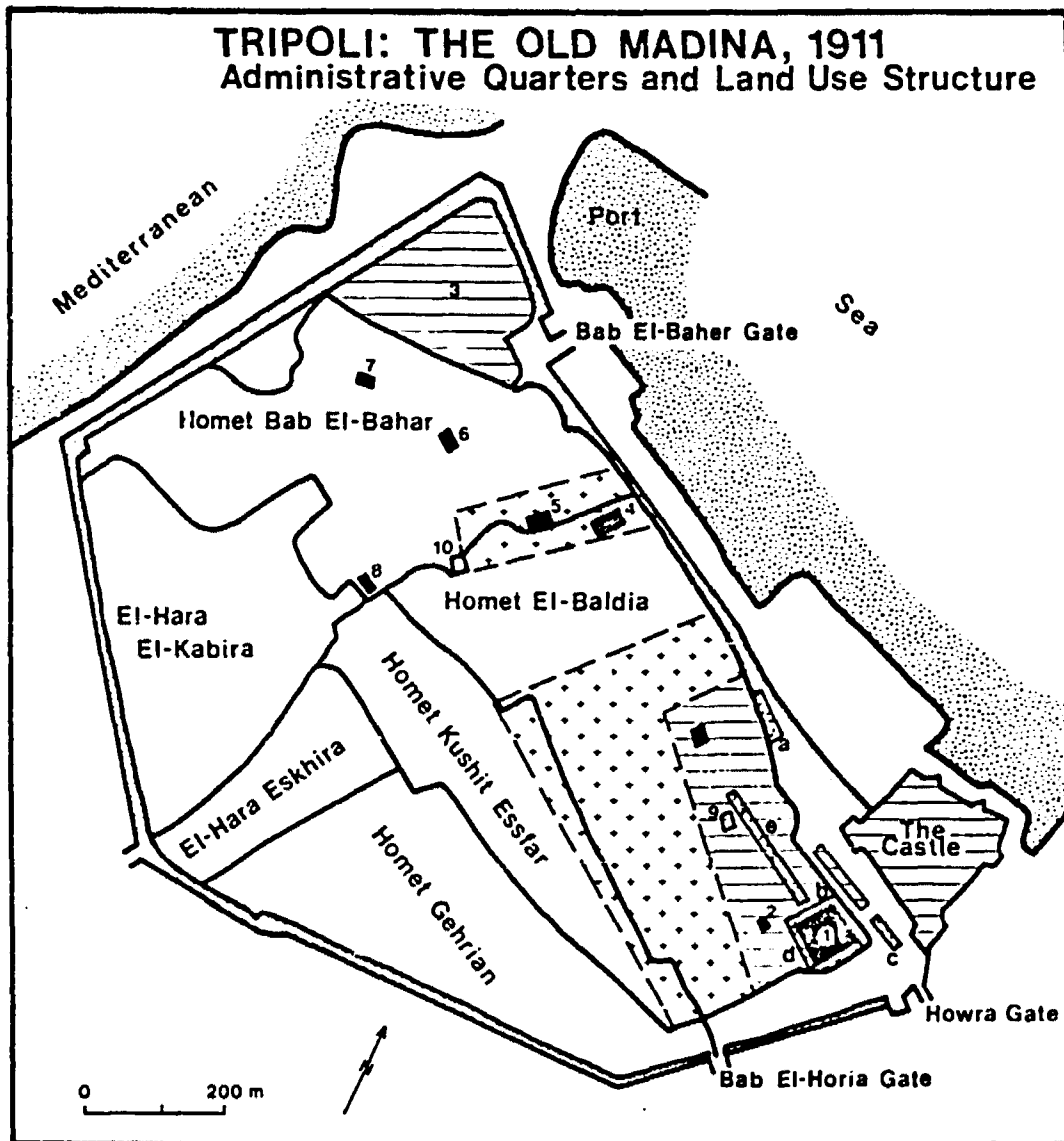 TRIPOLI: THE OLD MADINA, 1911
Administrative Quarters and Land Use Structure
Mediterranean
Port
Sea
3
Bab El-Baher Gate
7
Homet Bab El-Bahar
6
5
10
8
Homet El-Baldia
El-Hara
El-Kabira
Homet Kushit Essfar
a
El-Hara Eskhira
9
e
The
Castle
Homet Gehrian
b
2
1
d
c
Howra Gate
N
0 200 m
Bab El-Horia Gate